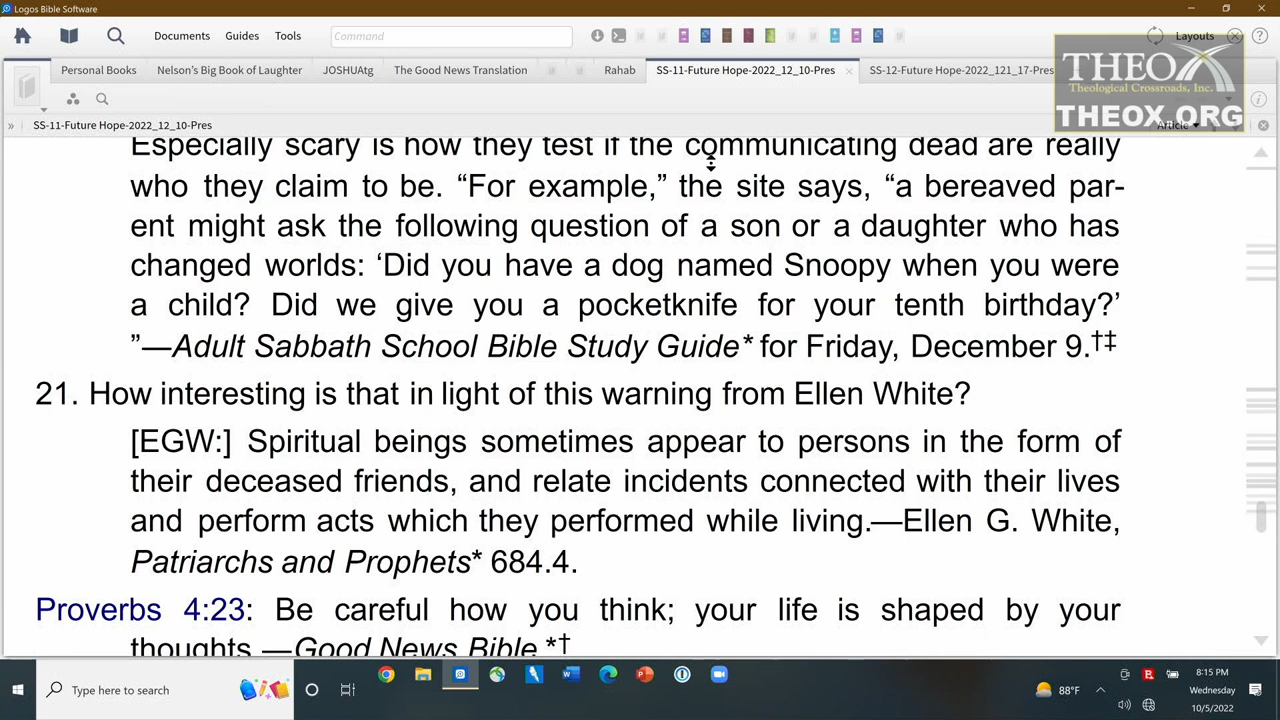 Logos Bible Software
Documents Guides Tools Command Layouts
Personal Books Nelson's Big Book of Laughter JOSHUAtg The Good News Translation Rahab SS-11-Future Hope-2022_12_10-Pres SS-12-Future Hope-2022_121_17-Pres
THEOX
Theological Crossroads, Inc.
THEOX.ORG
SS-11-Future Hope-2022_12_10-Pres Article
Especially scary is how they test if the communicating dead are really
who they claim to be. “For example,” the site says, “a bereaved par-
ent might ask the following question of a son or a daughter who has
changed worlds: ‘Did you have a dog named Snoopy when you were
a child? Did we give you a pocketknife for your tenth birthday?’
”—Adult Sabbath School Bible Study Guide* for Friday, December 9.†‡
21. How interesting is that in light of this warning from Ellen White?
[EGW:] Spiritual beings sometimes appear to persons in the form of
their deceased friends, and relate incidents connected with their lives
and perform acts which they performed while living.—Ellen G. White,
Patriarchs and Prophets* 684.4.
Proverbs 4:23: Be careful how you think; your life is shaped by your
thoughts.—Good News Bible.*†
Type here to search
88°F
8:15 PM
Wednesday
10/5/2022